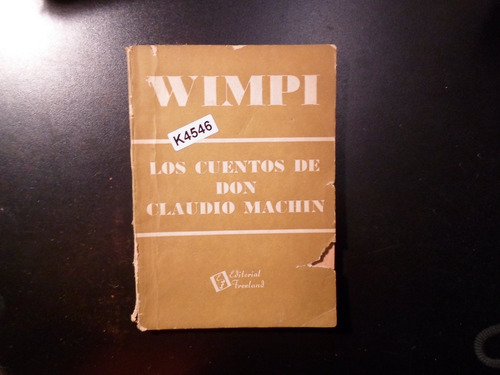 WIMPI
K4546
LOS CUENTOS DE
DON
CLAUDIO MACHIN
Editorial
Freeland